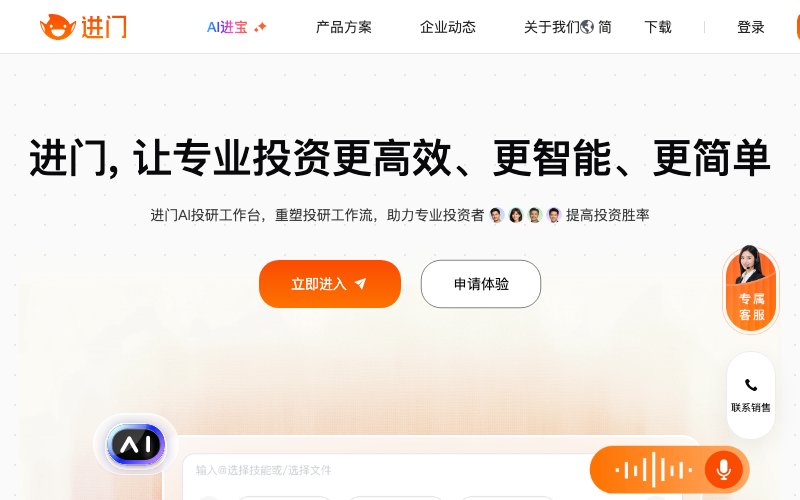 进门
AI进宝
产品方案
企业动态
关于我们
简
下载
登录
进门, 让专业投资更高效、更智能、更简单
进门AI投研工作台，重塑投研工作流，助力专业投资者 提高投资胜率
立即进入
申请体验
专属
客服
联系销售
AI
输入@选择技能或/选择文件